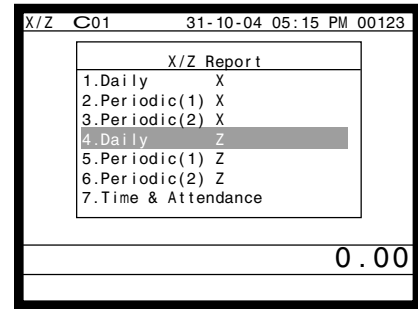 X/Z C01 31-10-04 05:15 PM 00123
X/Z Report
1.Daily X
2.Periodic(1) X
3.Periodic(2) X
4.Daily Z
5.Periodic(1) Z
6.Periodic(2) Z
7.Time & Attendance
0.00